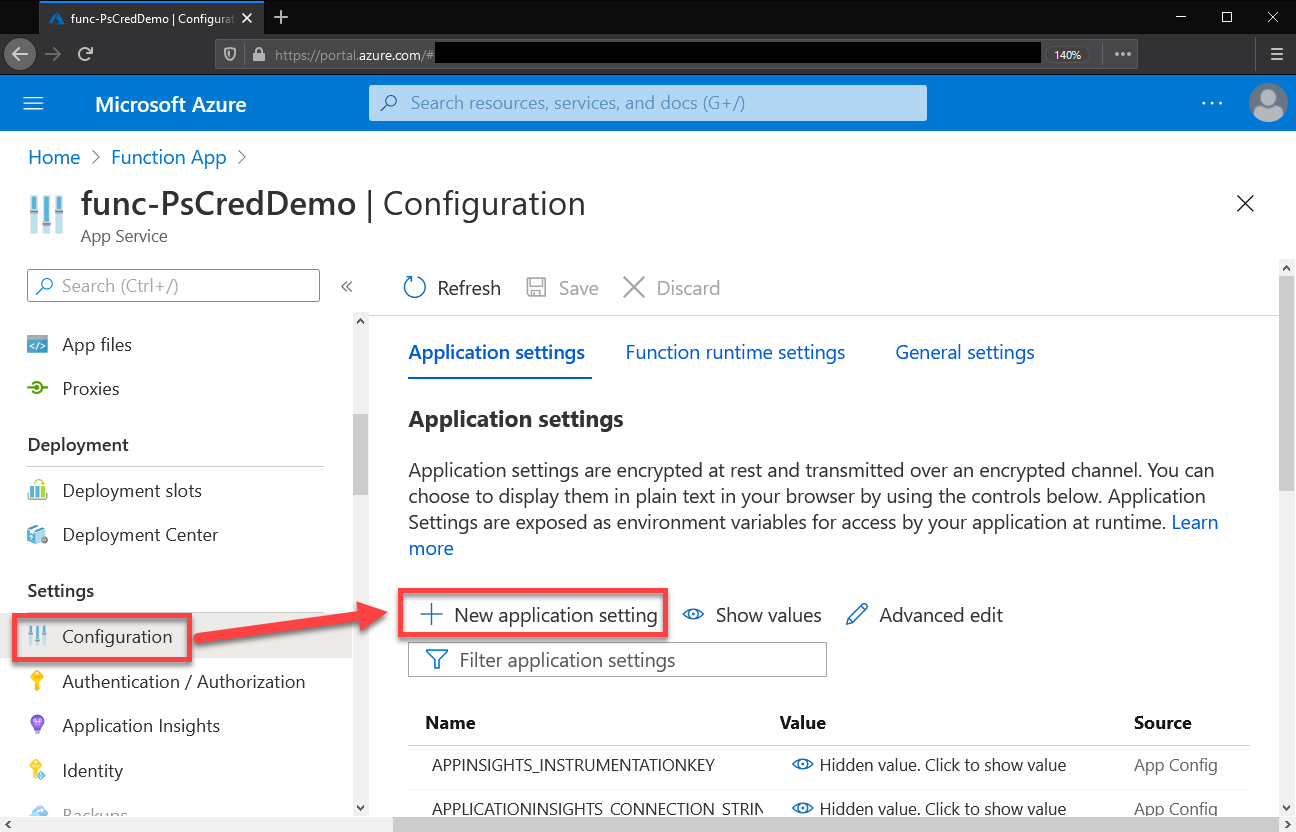 func-PsCredDemo | Configurat
https://portal.azure.com/#
140%
Microsoft Azure
Search resources, services, and docs (G+/)
Home > Function App >
func-PsCredDemo | Configuration
App Service
Search (Ctrl+/)
«
Refresh
Save
Discard
App files
Proxies
Deployment
Deployment slots
Deployment Center
Settings
Configuration
Authentication / Authorization
Application Insights
Identity
Backups
Application settings
Function runtime settings
General settings
Application settings
Application settings are encrypted at rest and transmitted over an encrypted channel. You can
choose to display them in plain text in your browser by using the controls below. Application
Settings are exposed as environment variables for access by your application at runtime. Learn
more
New application setting
Show values
Advanced edit
Filter application settings
Name Value Source
APPINSIGHTS_INSTRUMENTATIONKEY Hidden value. Click to show value App Config
APPLICATIONINSIGHTS_CONNECTION_STRIN Hidden value. Click to show value App Config